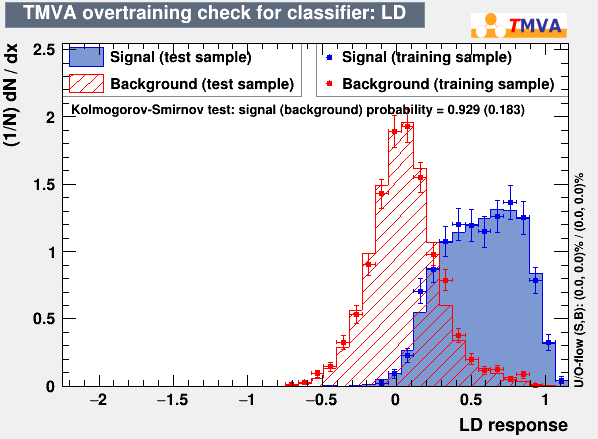 TMVA overtraining check for classifier: LD
TMVA
(1/N) dN / dx
2.5
2
1.5
1
0.5
0
Signal (test sample)
Signal (training sample)
Background (test sample)
Background (training sample)
Kolmogorov-Smirnov test: signal (background) probability = 0.929 (0.183)
U/O-flow (S,B): (0.0, 0.0)% / (0.0, 0.0)%
−2 −1.5 −1 −0.5 0 0.5 1
LD response